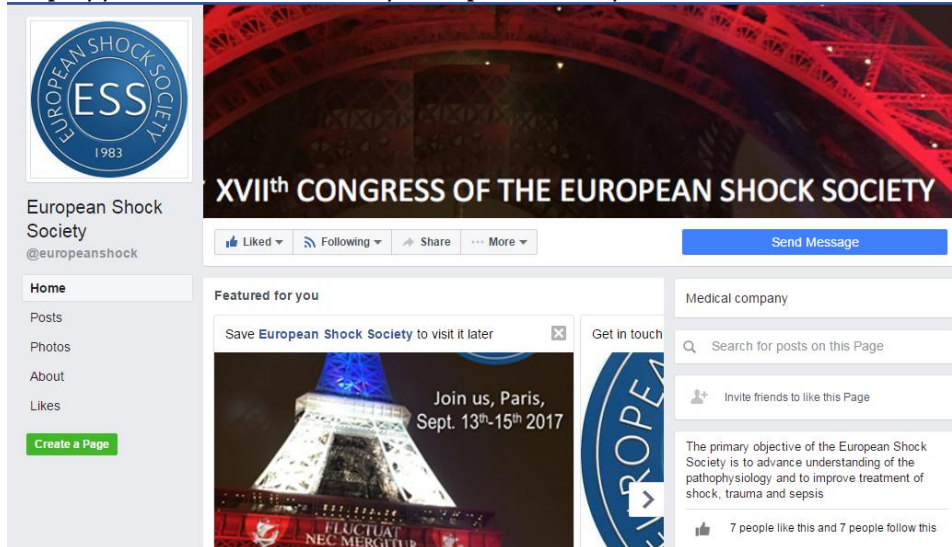 EUROPEAN SHOCK SOCIETY
ESS
1983
XVIIth CONGRESS OF THE EUROPEAN SHOCK SOCIETY
European Shock
Society
@europeanshock
Liked
Following
Share
More
Send Message
Home
Posts
Photos
About
Likes
Create a Page
Featured for you
Save European Shock Society to visit it later
Join us, Paris,
Sept. 13th-15th 2017
FLUCTUAT
NEC MERGITUR
Get in touch
EUROPE
Medical company
Search for posts on this Page
Invite friends to like this Page
The primary objective of the European Shock
Society is to advance understanding of the
pathophysiology and to improve treatment of
shock, trauma and sepsis
7 people like this and 7 people follow this